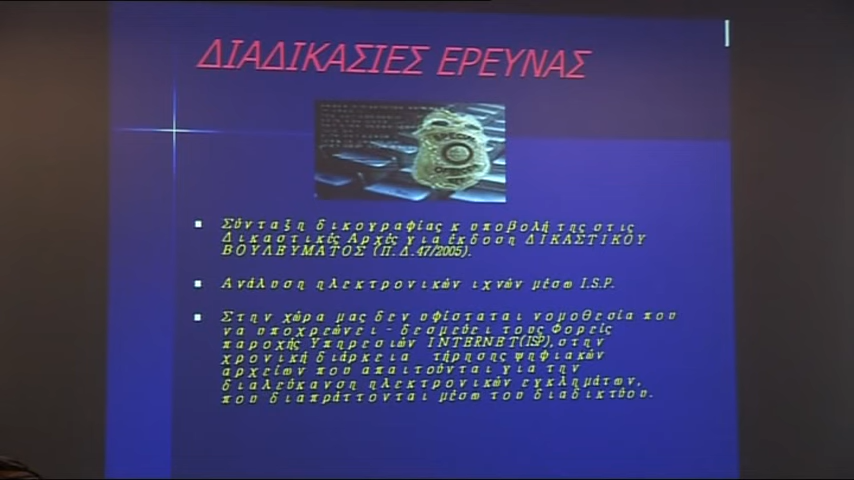 ΔΙΑΔΙΚΑΣΙΕΣ ΕΡΕΥΝΑΣ
Σύνταξη δικογραφίας κ υποβολή της στις
Δικαστικές Αρχές για έκδοση ΔΙΚΑΣΤΙΚΟΥ
ΒΟΥΛΕΥΜΑΤΟΣ (Π.Δ.47/2005).
Ανάλυση ηλεκτρονικών ιχνών μέσω I.S.P.
Στην χώρα μας δεν υφίσταται νομοθεσία που
να υποχρεώνει - δεσμεύει τους Φορείς
παροχής Υπηρεσιών INTERNET(ISP),στην
χρονική διάρκεια τήρησης ψηφιακών
αρχείων που απαιτούνται για την
διαλεύκανση ηλεκτρονικών εγκλημάτων,
που διαπράττονται μέσω του διαδικτύου.